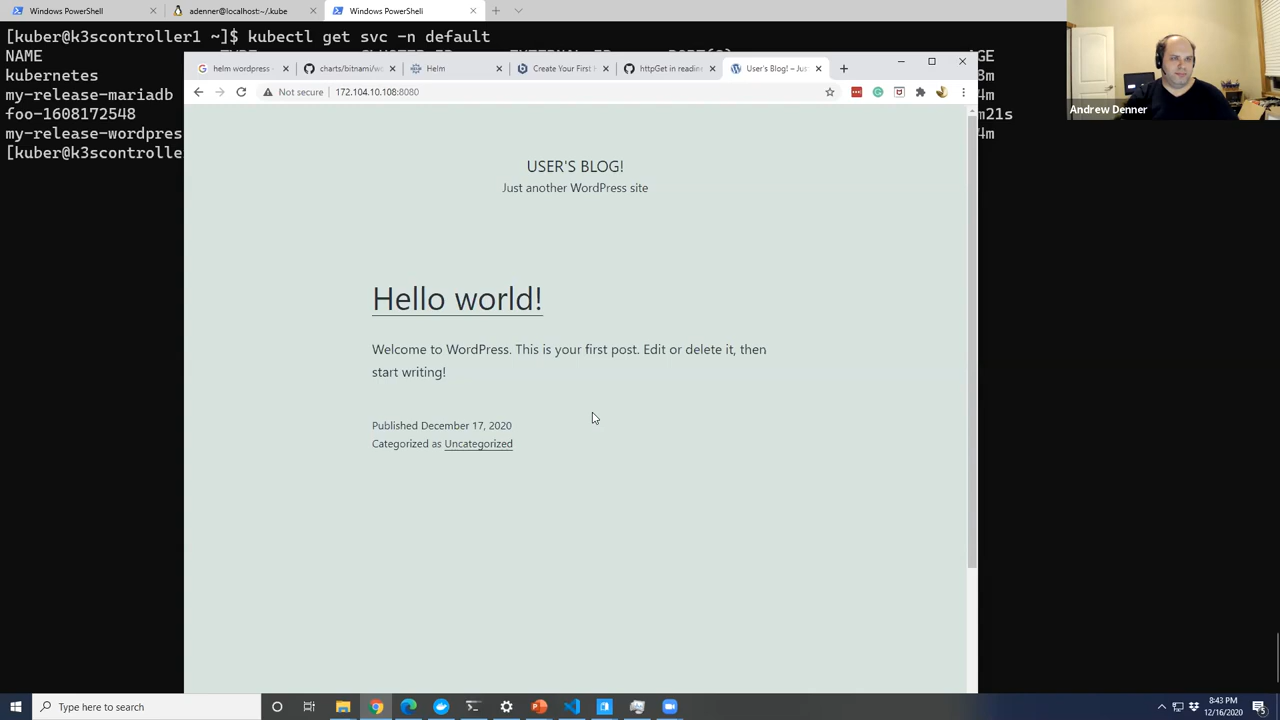 Windows PowerShell
adenner@localhost:~/.kube
Windows PowerShell
[kuber@k3scontroller1 ~]$ kubectl get svc -n default
NAME
AGE
kubernetes
my-release-mariadb
foo-1608172548
my-release-wordpres
[kuber@k3scontrolle
helm wordpress
charts/bitnami/wo
Helm
Create Your First
httpGet in readin
User's Blog! – Jus
Not secure
172.104.10.108:8080
USER'S BLOG!
Just another WordPress site
Hello world!
Welcome to WordPress. This is your first post. Edit or delete it, then
start writing!
Published December 17, 2020
Categorized as Uncategorized
Andrew Denner
Type here to search
8:43 PM
12/16/2020